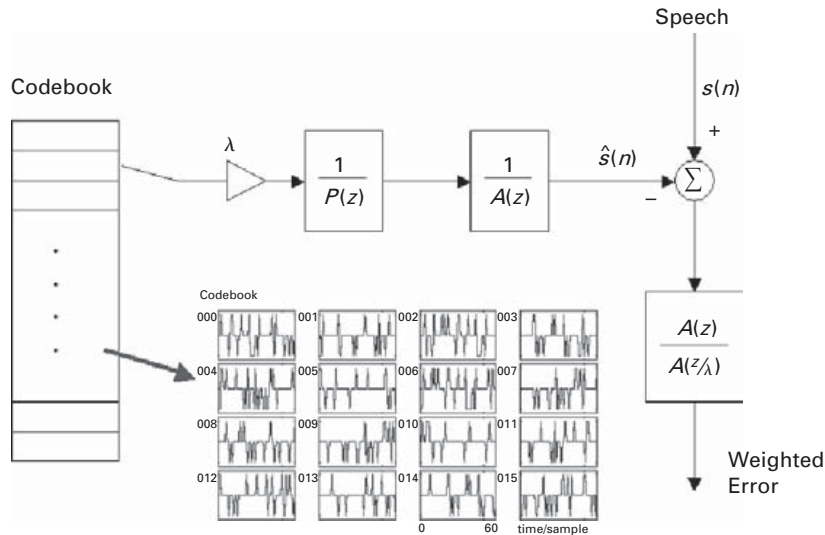 Speech
Codebook
s(n)
λ
+
ŝ(n)
1
P(z)
1
A(z)
Σ
−
Codebook
000 001 002 003
004 005 006 007
A(z)
A(z/λ)
008 009 010 011
012 013 014 015
Weighted
Error
0 60 time/sample